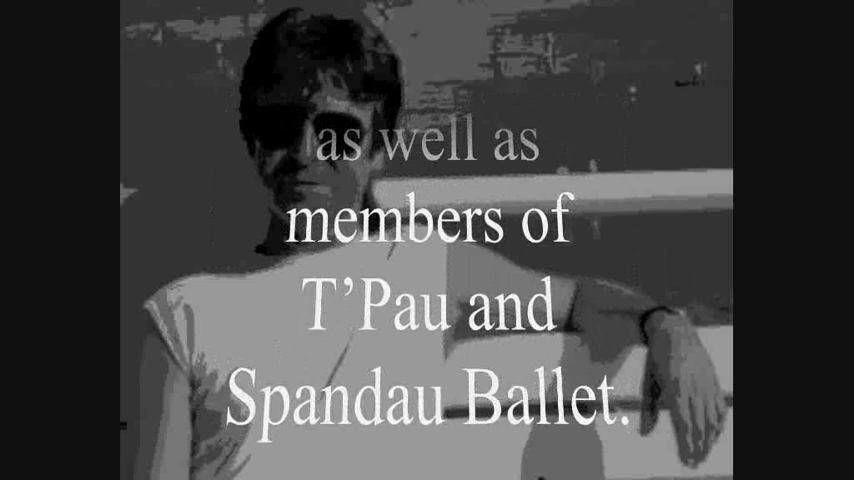 as well as
members of
T’Pau and
Spandau Ballet.